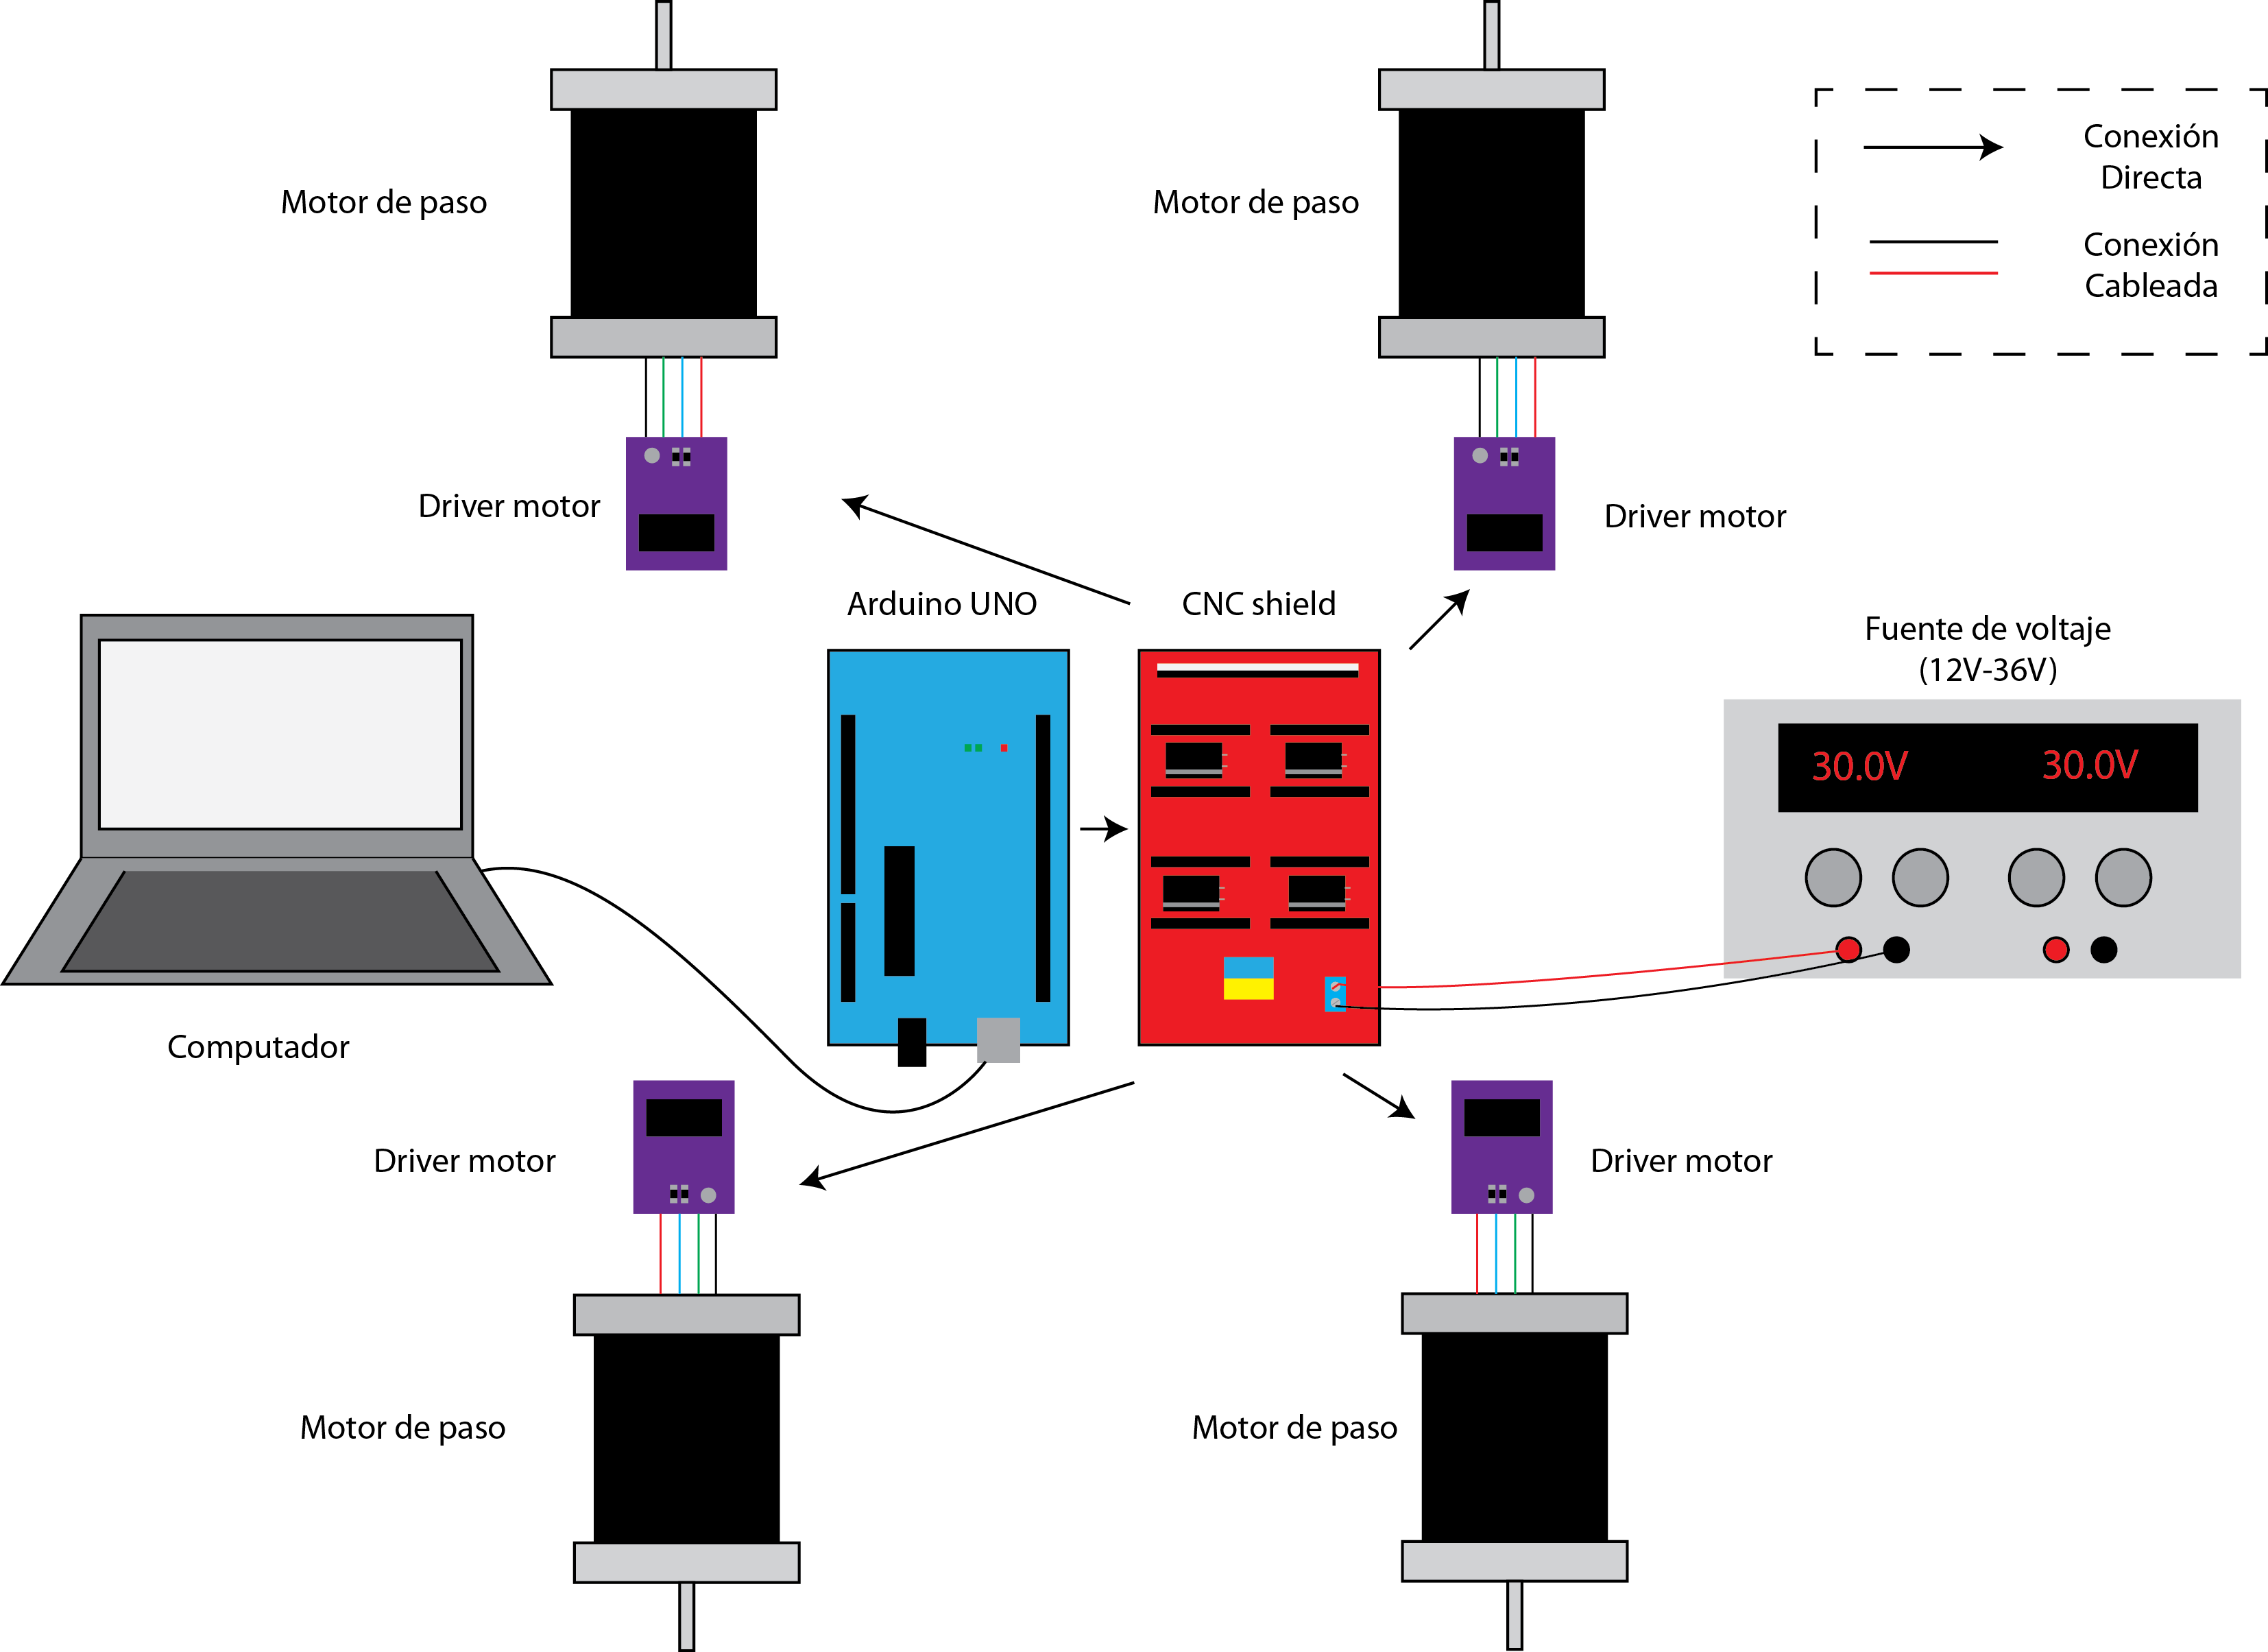 Motor de paso
Motor de paso
Conexión
Directa
Conexión
Cableada
Driver motor
Driver motor
Arduino UNO
CNC shield
Fuente de voltaje
(12V-36V)
30.0V
30.0V
Computador
Driver motor
Driver motor
Motor de paso
Motor de paso